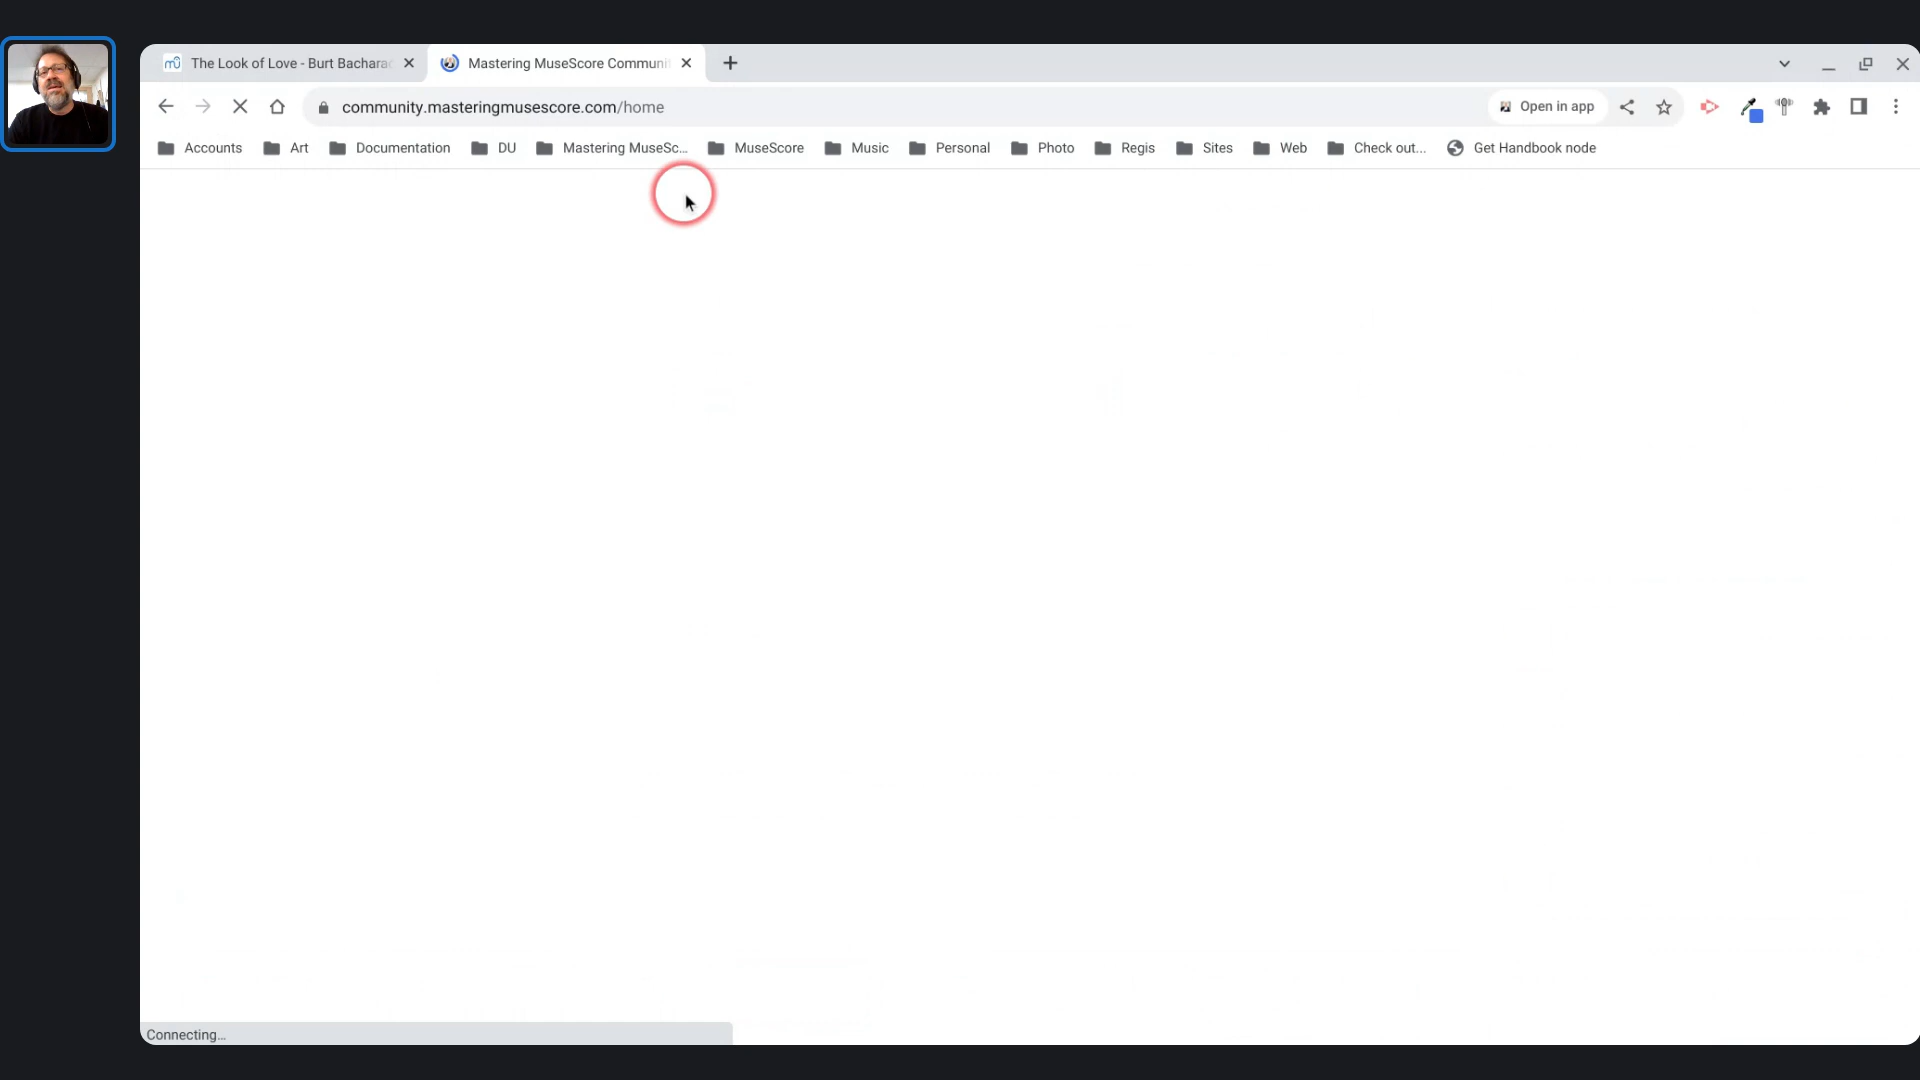 The Look of Love - Burt Bachara
Mastering MuseScore Communi
community.masteringmusescore.com/home
Open in app
Accounts
Art
Documentation
DU
Mastering MuseSc...
MuseScore
Music
Personal
Photo
Regis
Sites
Web
Check out...
Get Handbook node
Connecting...